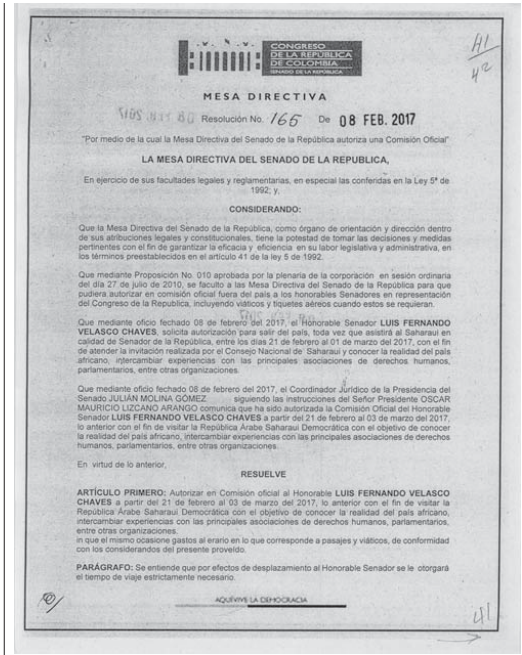 41
42
CONGRESO
DE LA REPÚBLICA
DE COLOMBIA
SENADO DE LA REPÚBLICA
MESA DIRECTIVA
Resolución No. 165 De 08 FEB. 2017
"Por medio de la cual la Mesa Directiva del Senado de la República autoriza una Comisión Oficial"
LA MESA DIRECTIVA DEL SENADO DE LA REPUBLICA,
En ejercicio de sus facultades legales y reglamentarias, en especial las conferidas en la Ley 5ª de
1992; y,
CONSIDERANDO:
Que la Mesa Directiva del Senado de la República, como órgano de orientación y dirección dentro
de sus atribuciones legales y constitucionales, tiene la potestad de tomar las decisiones y medidas
pertinentes con el fin de garantizar la eficacia y eficiencia en su labor legislativa y administrativa, en
los términos preestablecidos en el artículo 41 de la ley 5 de 1992.
Que mediante Proposición No. 010 aprobada por la plenaria de la corporación en sesión ordinaria
del día 27 de julio de 2010, se faculto a las Mesa Directiva del Senado de la República para que
pudiera autorizar en comisión oficial fuera del país a los honorables Senadores en representación
del Congreso de la Republica, incluyendo viáticos y tiquetes aéreos cuando estos se requieran.
Que mediante oficio fechado 08 de febrero del 2017, el Honorable Senador LUIS FERNANDO
VELASCO CHAVES, solicita autorización para salir del país, toda vez que asistirá al Saharaui en
calidad de Senador de la República, entre los días 21 de febrero al 01 de marzo del 2017, con el fin
de atender la invitación realizada por el Consejo Nacional de Saharaui y conocer la realidad del país
africano, intercambiar experiencias con las principales asociaciones de derechos humanos,
parlamentarios, entre otras organizaciones.
Que mediante oficio fechado 08 de febrero del 2017, el Coordinador Jurídico de la Presidencia del
Senado JULIÁN MOLINA GÓMEZ siguiendo las instrucciones del Señor Presidente OSCAR
MAURICIO LIZCANO ARANGO comunica que ha sido autorizada la Comisión Oficial del Honorable
Senador LUIS FERNANDO VELASCO CHAVES a partir del 21 de febrero al 03 de marzo del 2017,
lo anterior con el fin de visitar la República Árabe Saharaui Democrática con el objetivo de conocer
la realidad del país africano, intercambiar experiencias con las principales asociaciones de derechos
humanos, parlamentarios, entre otras organizaciones.
En virtud de lo anterior,
RESUELVE
ARTÍCULO PRIMERO: Autorizar en Comisión oficial al Honorable LUIS FERNANDO VELASCO
CHAVES a partir del 21 de febrero al 03 de marzo del 2017, lo anterior con el fin de visitar la
República Árabe Saharaui Democrática con el objetivo de conocer la realidad del país africano,
intercambiar experiencias con las principales asociaciones de derechos humanos, parlamentarios,
entre otras organizaciones.
in que el mismo ocasione gastos al erario en lo que corresponde a pasajes y viáticos, de conformidad
con los considerandos del presente proveído.
PARÁGRAFO: Se entiende que por efectos de desplazamiento al Honorable Senador se le otorgará
el tiempo de viaje estrictamente necesario.
AQUÍVIVE LA DEMOCRACIA
41